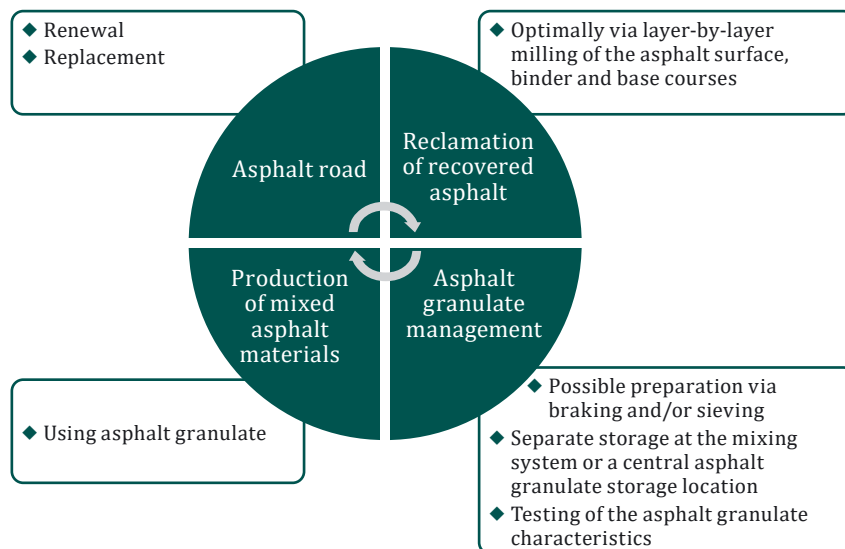 ◆ Renewal
◆ Replacement
◆ Optimally via layer-by-layer
milling of the asphalt surface,
binder and base courses
Asphalt road
Reclamation
of recovered
asphalt
Production
of mixed
asphalt
materials
Asphalt
granulate
management
◆ Using asphalt granulate
◆ Possible preparation via
braking and/or sieving
◆ Separate storage at the mixing
system or a central asphalt
granulate storage location
◆ Testing of the asphalt granulate
characteristics